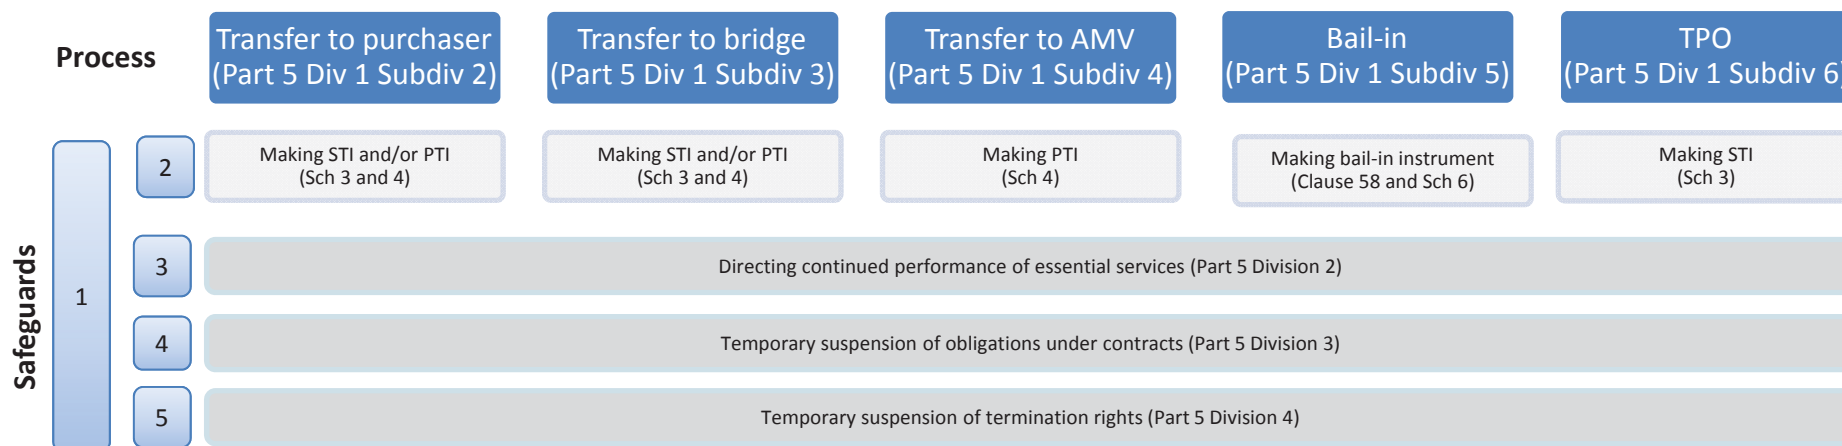 Process
Transfer to purchaser
(Part 5 Div 1 Subdiv 2)
Transfer to bridge
(Part 5 Div 1 Subdiv 3)
Transfer to AMV
(Part 5 Div 1 Subdiv 4)
Bail-in
(Part 5 Div 1 Subdiv 5)
TPO
(Part 5 Div 1 Subdiv 6)
Safeguards
1
2
Making STI and/or PTI
(Sch 3 and 4)
Making STI and/or PTI
(Sch 3 and 4)
Making PTI
(Sch 4)
Making bail-in instrument
(Clause 58 and Sch 6)
Making STI
(Sch 3)
3
Directing continued performance of essential services (Part 5 Division 2)
4
Temporary suspension of obligations under contracts (Part 5 Division 3)
5
Temporary suspension of termination rights (Part 5 Division 4)